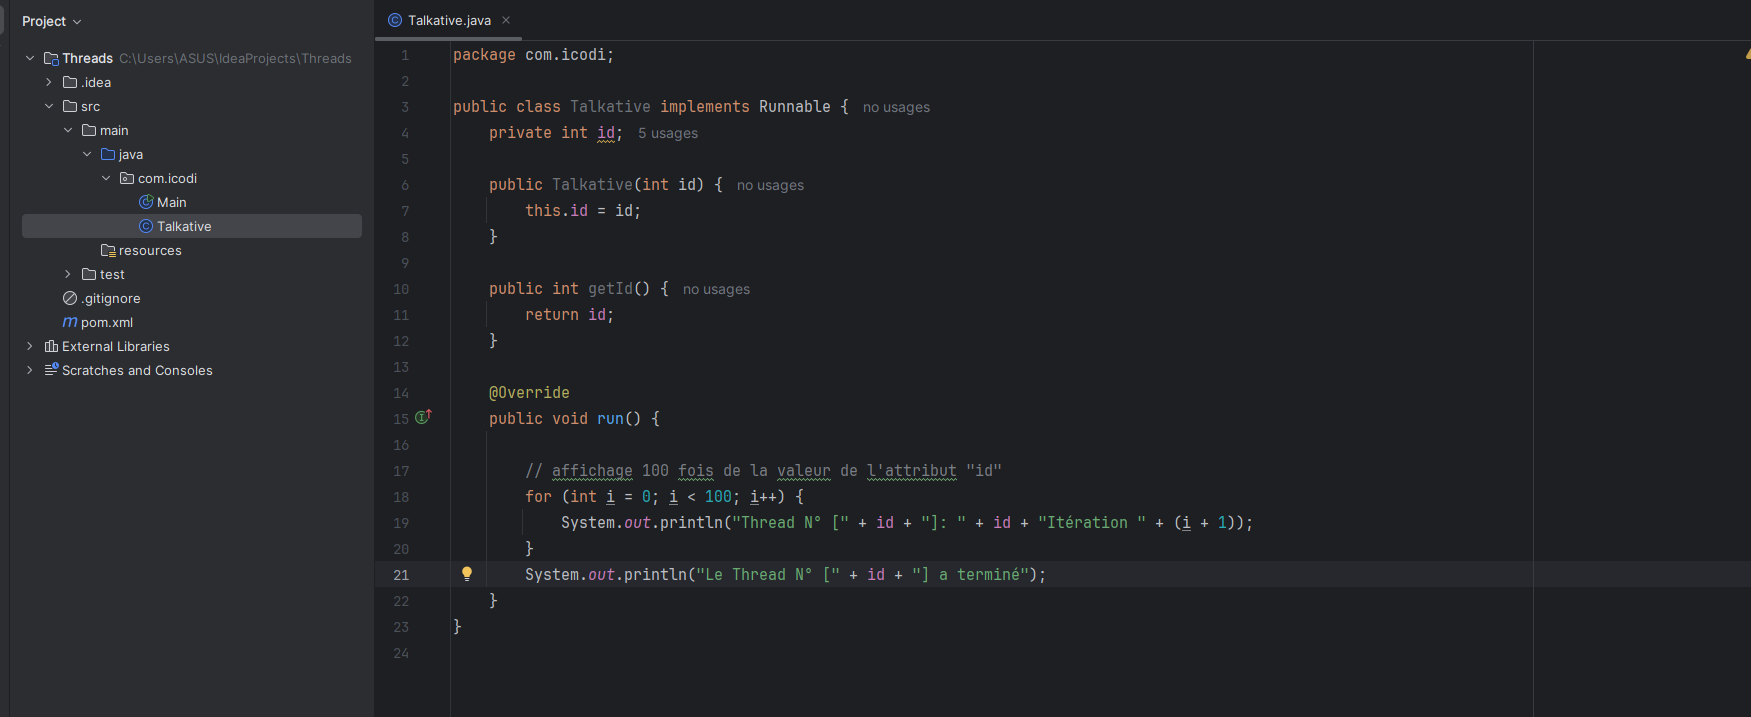 Project
Threads C:\Users\ASUS\IdeaProjects\Threads
.idea
src
main
java
com.icodi
Main
Talkative
resources
test
.gitignore
pom.xml
External Libraries
Scratches and Consoles
Talkative.java
1 package com.icodi;
2
3 public class Talkative implements Runnable { no usages
4 private int id; 5 usages
5
6 public Talkative(int id) { no usages
7 this.id = id;
8 }
9
10 public int getId() { no usages
11 return id;
12 }
13
14 @Override
15 public void run() {
16
17 // affichage 100 fois de la valeur de l'attribut "id"
18 for (int i = 0; i < 100; i++) {
19 System.out.println("Thread N° [" + id + "]: " + id + "Itération " + (i + 1));
20 }
21 System.out.println("Le Thread N° [" + id + "] a terminé");
22 }
23 }
24